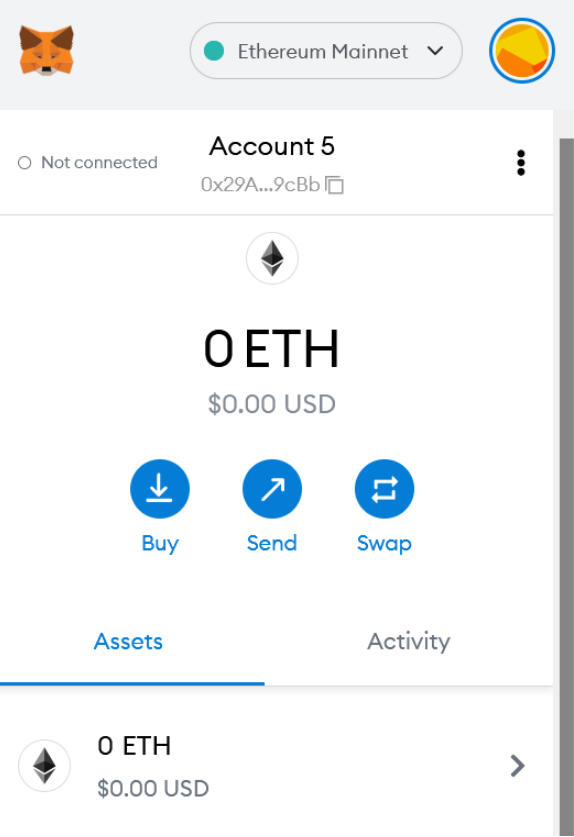 Ethereum Mainnet
Not connected
Account 5
0x29A...9cBb
0 ETH
$0.00 USD
Buy
Send
Swap
Assets
Activity
0 ETH
$0.00 USD